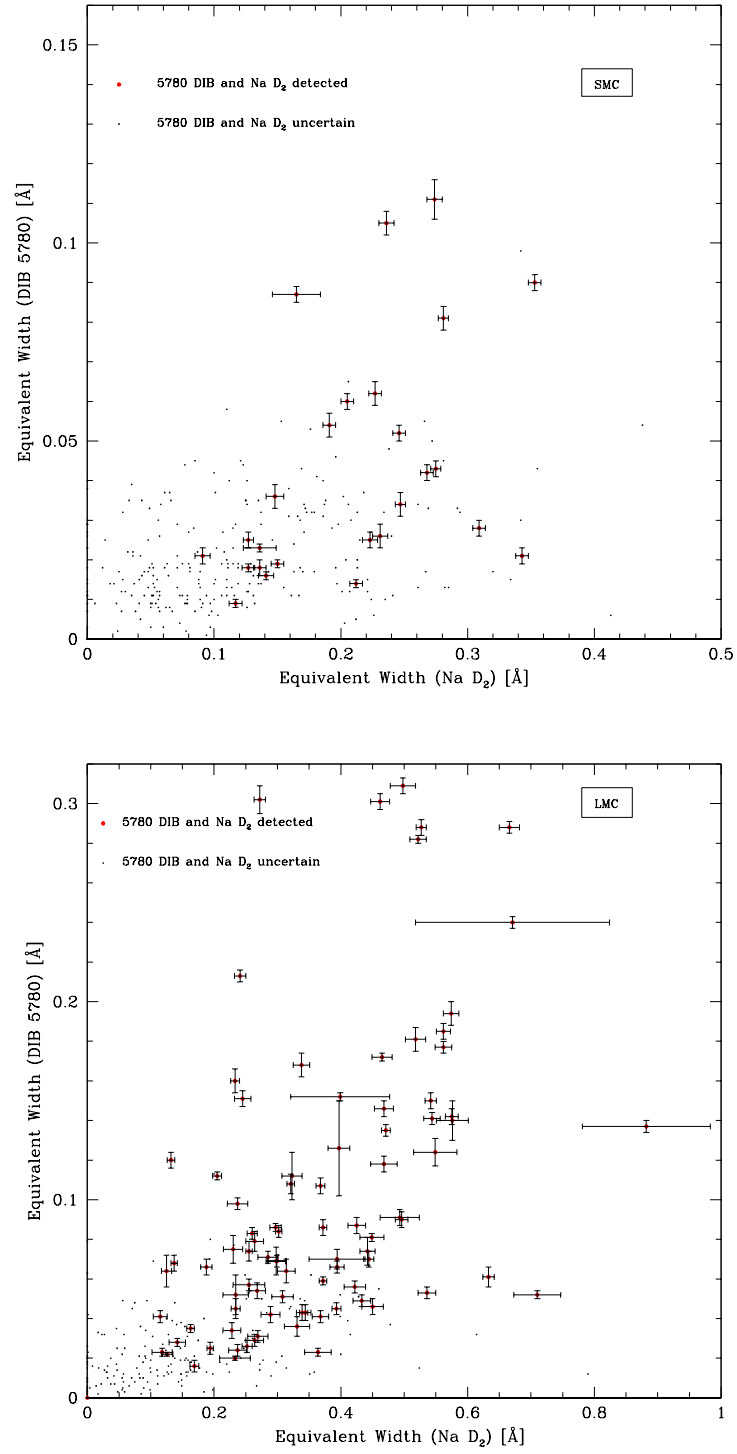 0.15
5780 DIB and Na D₂ detected
SMC
5780 DIB and Na D₂ uncertain
0.1
Equivalent Width (DIB 5780) [Å]
0.05
0
0 0.1 0.2 0.3 0.4 0.5
Equivalent Width (Na D₂) [Å]
0.3
LMC
5780 DIB and Na D₂ detected
5780 DIB and Na D₂ uncertain
0.2
Equivalent Width (DIB 5780) [Å]
0.1
0
0 0.2 0.4 0.6 0.8 1
Equivalent Width (Na D₂) [Å]